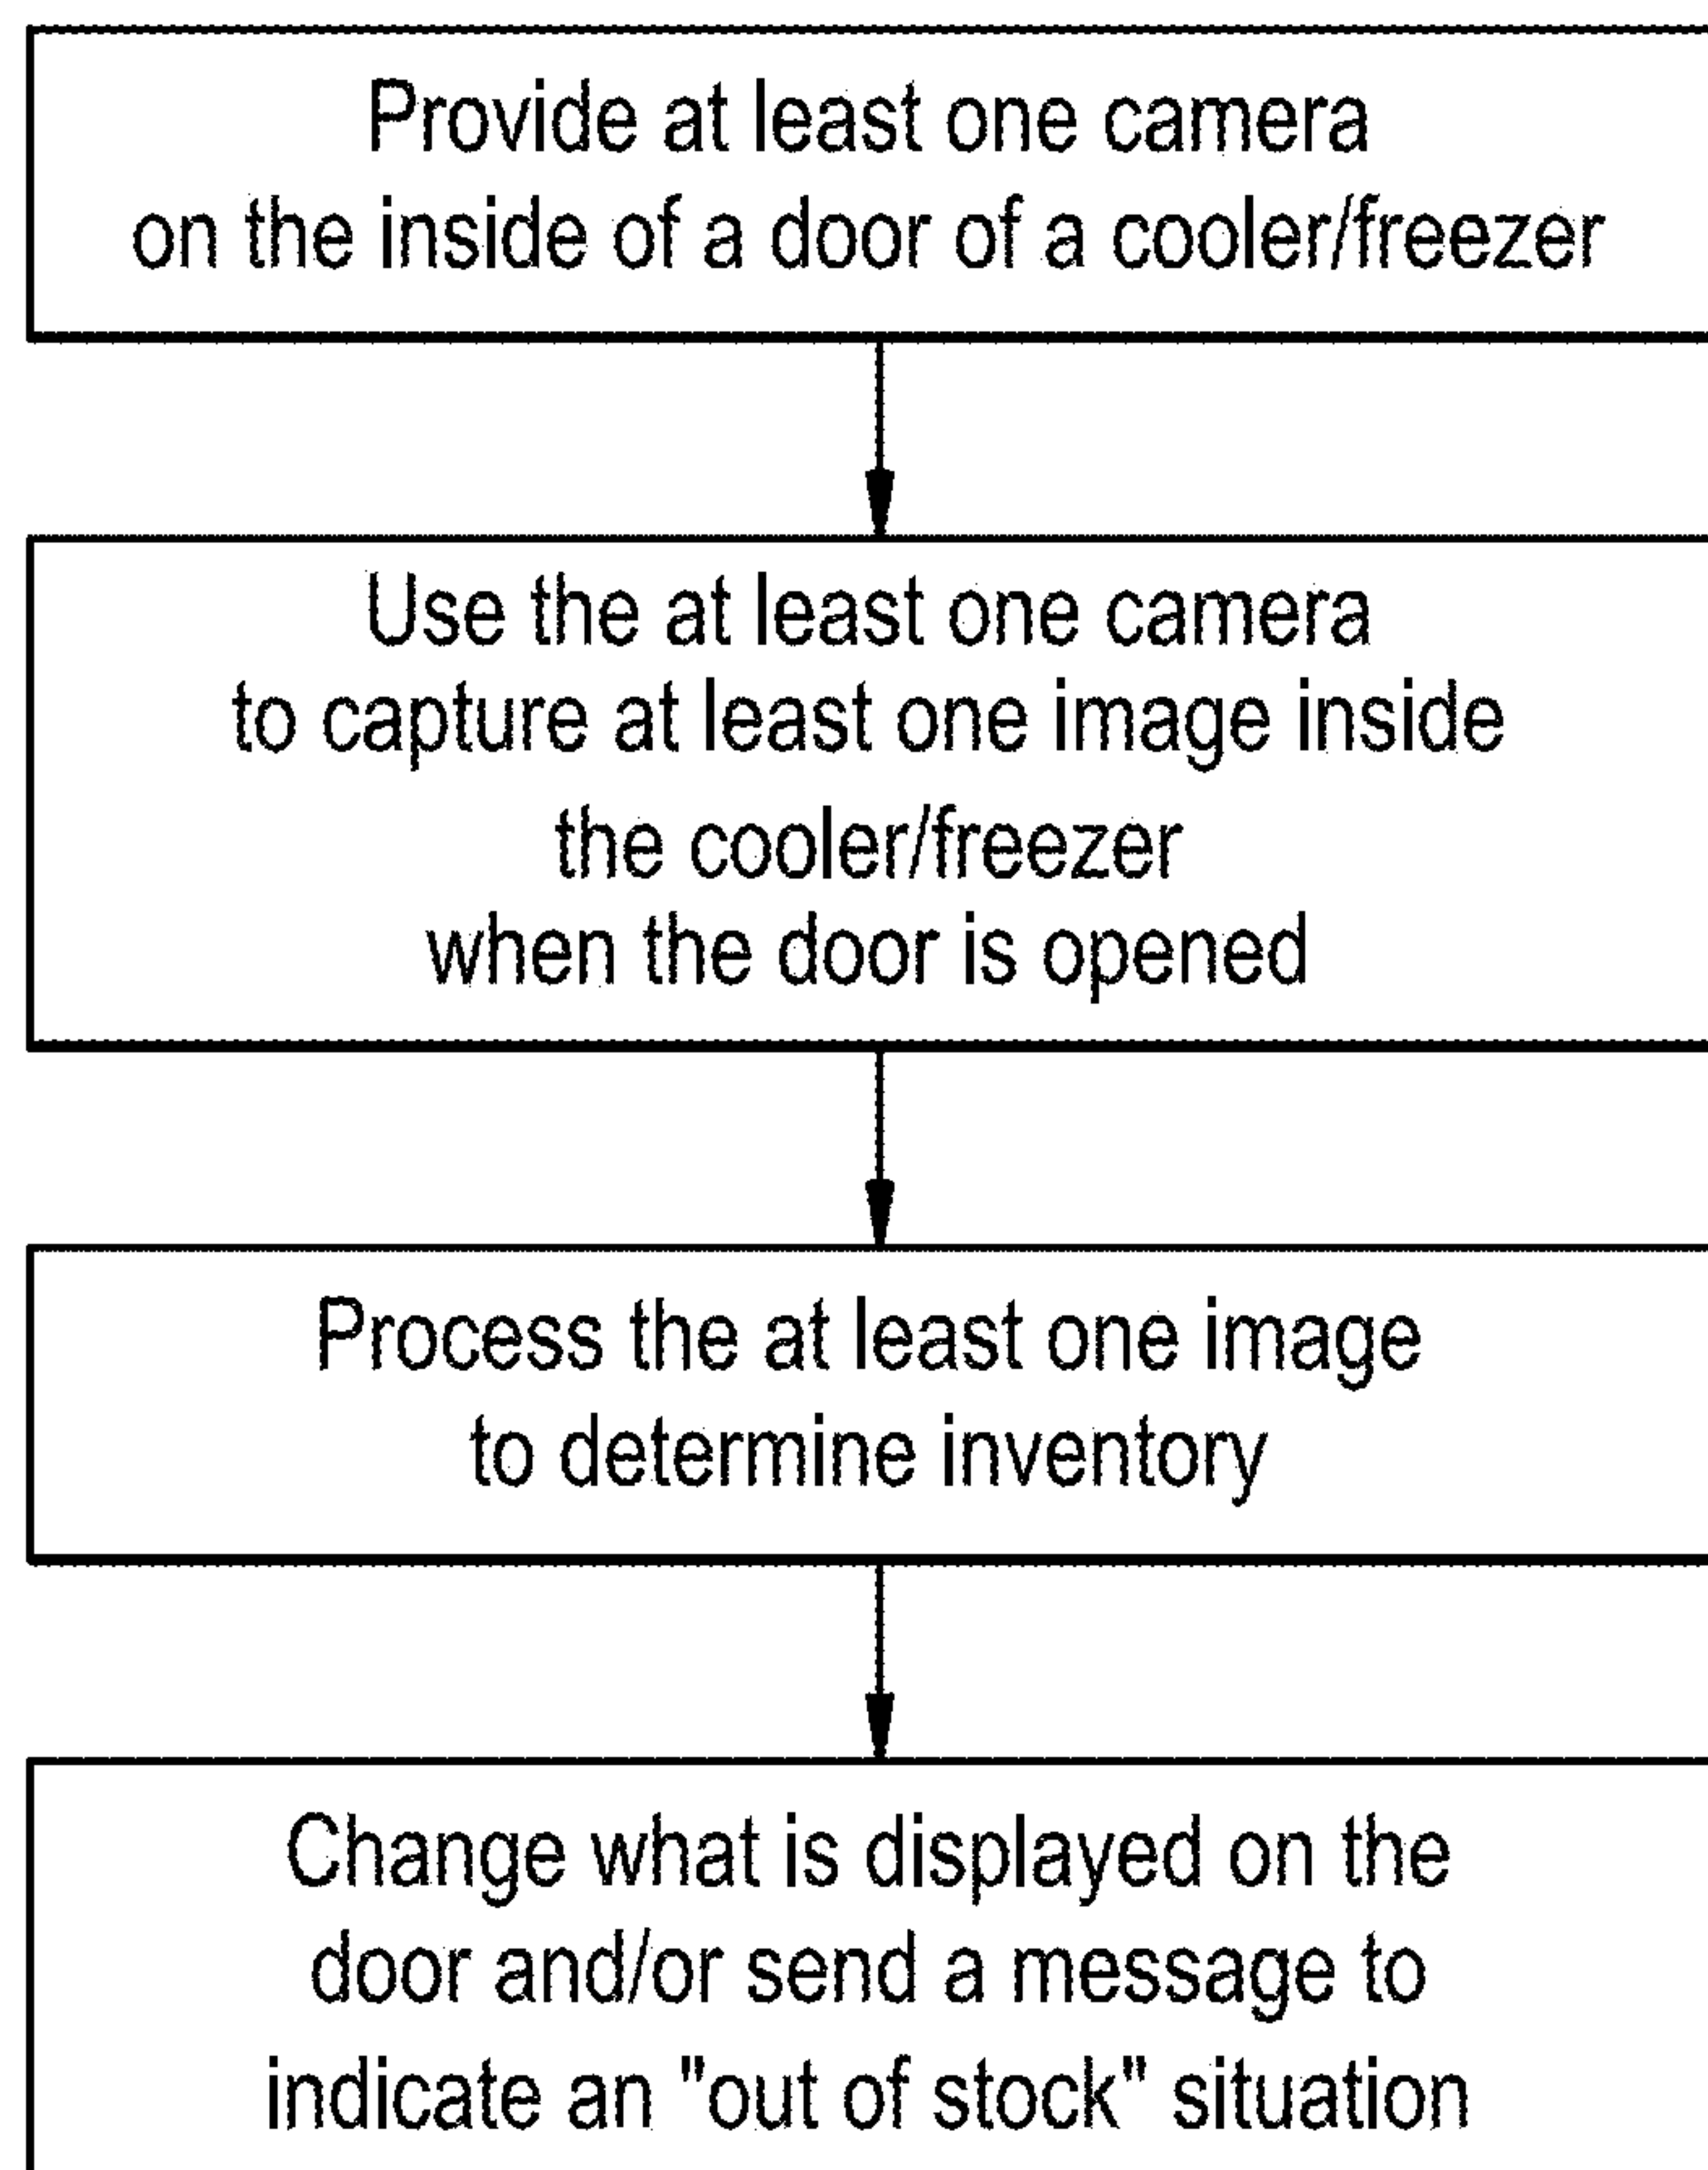 Provide at least one camera
on the inside of a door of a cooler/freezer
Use the at least one camera
to capture at least one image inside
the cooler/freezer
when the door is opened
Process the at least one image
to determine inventory
Change what is displayed on the
door and/or send a message to
indicate an "out of stock" situation